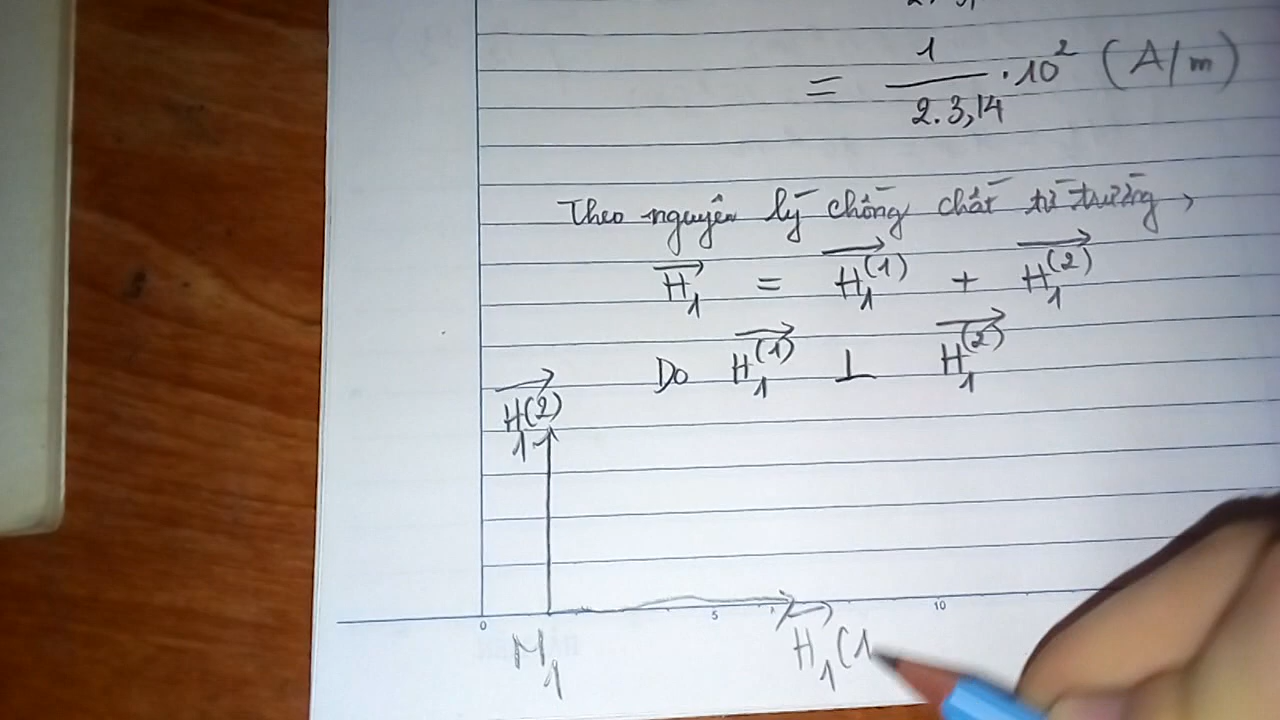 = 1/2.3,14 .10² (A/m)
Theo nguyên lý chồng chất từ trường,
H₁ = H₁⁽¹⁾ + H₁⁽²⁾
Do H₁⁽¹⁾ ⊥ H₁⁽²⁾
H₁⁽²⁾
0 5 10
M₁ H₁(1